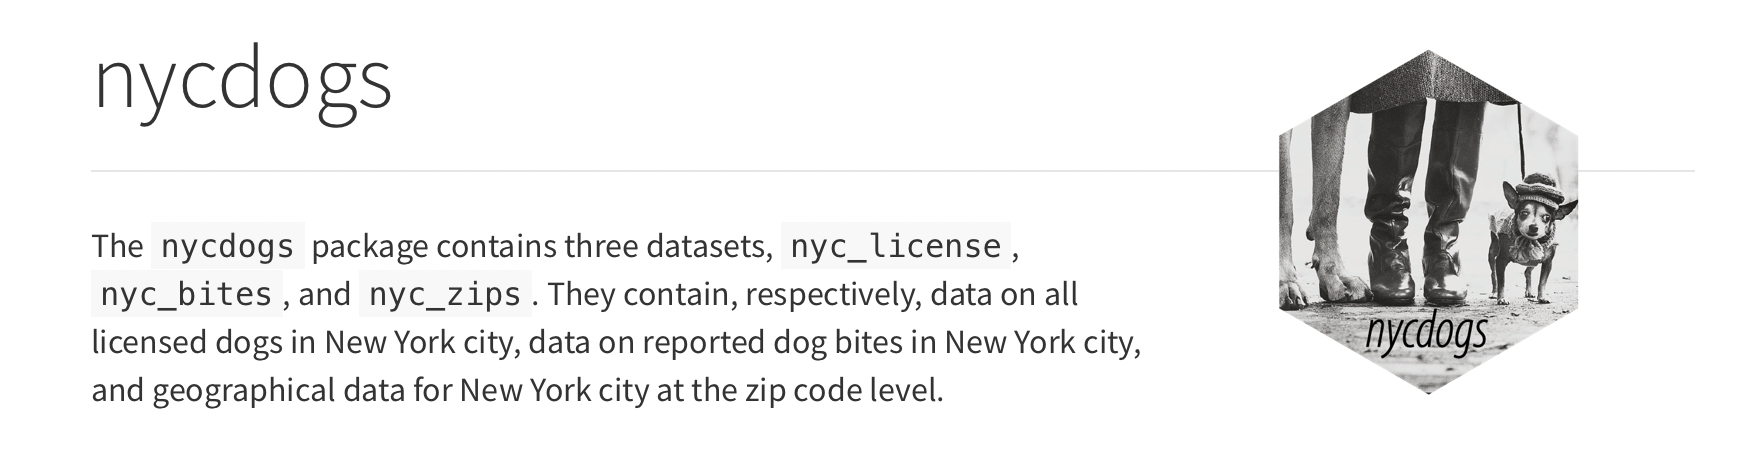 nycdogs
The nycdogs package contains three datasets, nyc_license,
nyc_bites, and nyc_zips. They contain, respectively, data on all
licensed dogs in New York city, data on reported dog bites in New York city,
and geographical data for New York city at the zip code level.
nycdogs